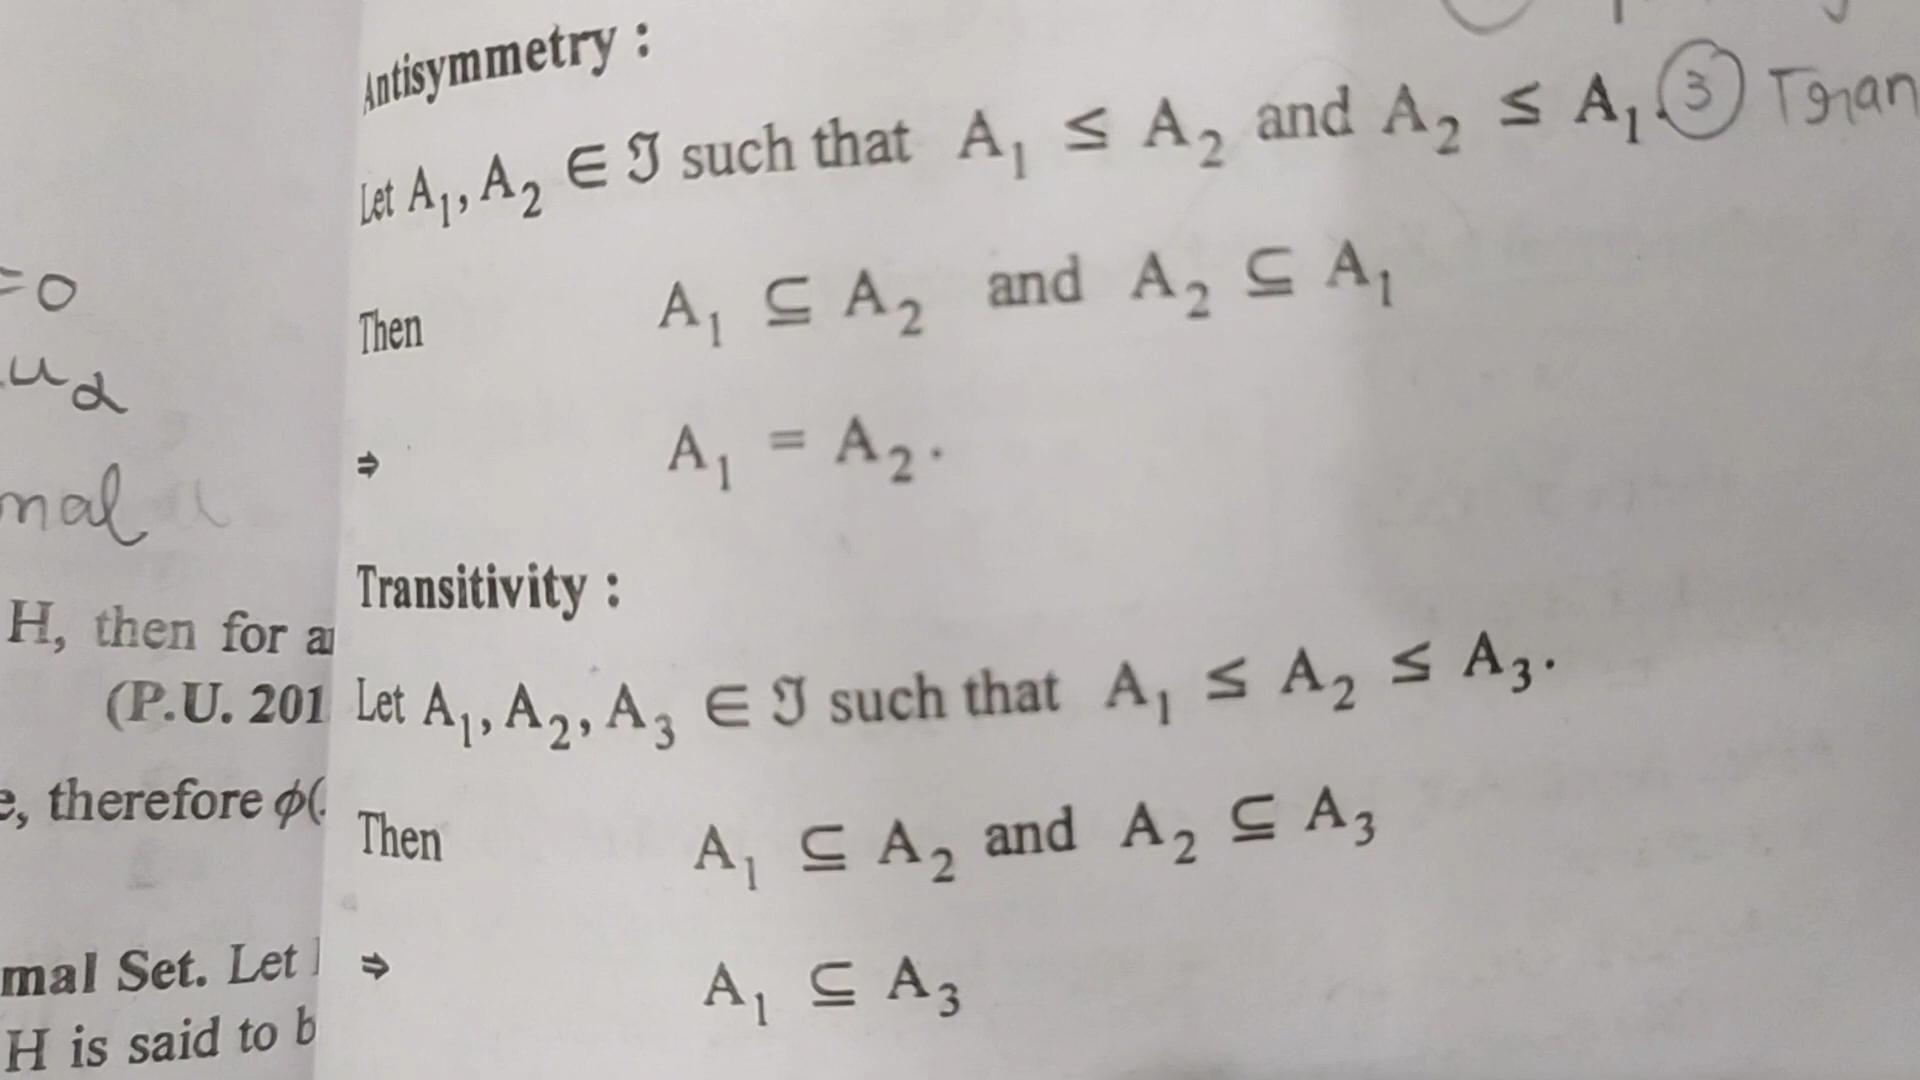 Antisymmetry :
Let A₁, A₂ ∈ ℑ such that A₁ ≤ A₂ and A₂ ≤ A₁. ③
Then A₁ ⊆ A₂ and A₂ ⊆ A₁
⇒ A₁ = A₂.
Transitivity :
Let A₁, A₂, A₃ ∈ ℑ such that A₁ ≤ A₂ ≤ A₃.
Then A₁ ⊆ A₂ and A₂ ⊆ A₃
⇒ A₁ ⊆ A₃
=0
u_α
mal
H, then for
(P.U. 201
, therefore ϕ(
mal Set. Let
H is said to b